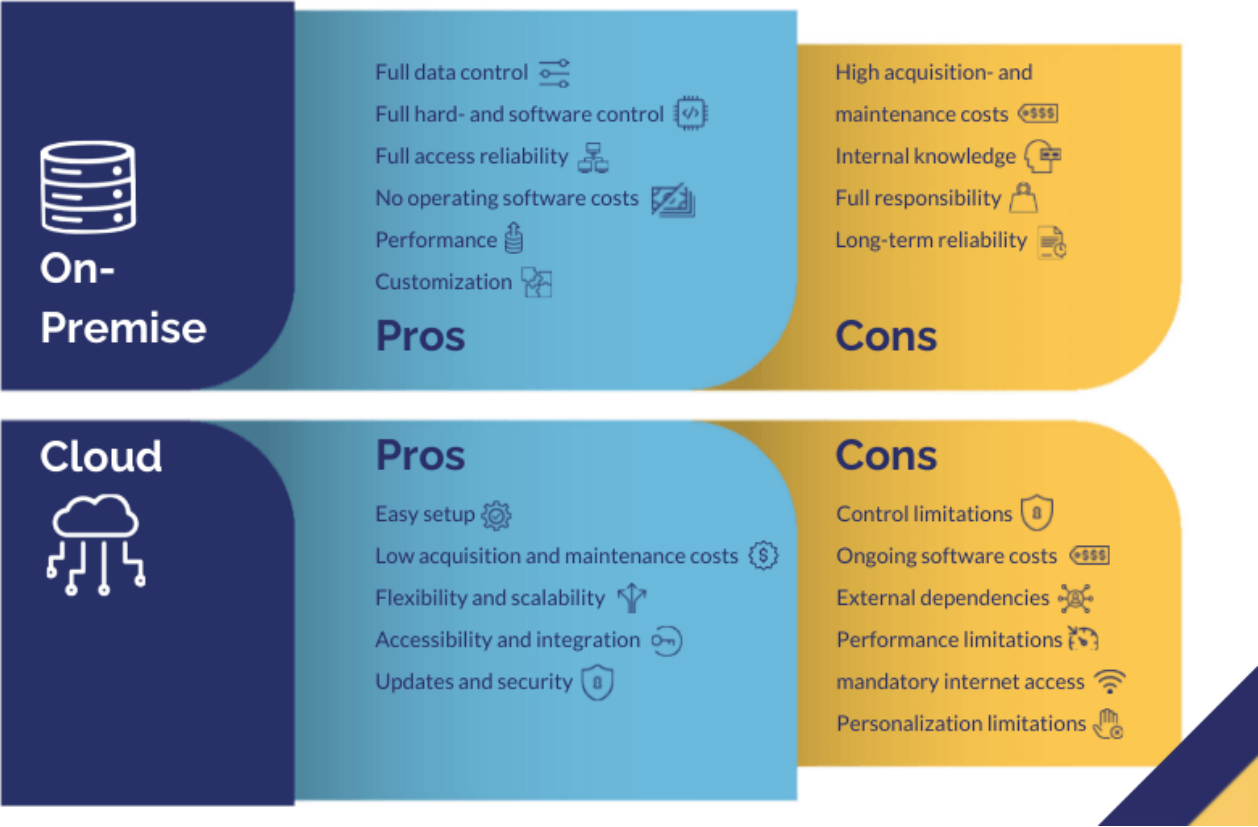 On-
Premise
Full data control
Full hard- and software control
Full access reliability
No operating software costs
Performance
Customization
Pros
High acquisition- and
maintenance costs
$$$
Internal knowledge
Full responsibility
Long-term reliability
Cons
Cloud
Pros
Easy setup
Low acquisition and maintenance costs
$
Flexibility and scalability
Accessibility and integration
Updates and security
Cons
Control limitations
Ongoing software costs
$$$
External dependencies
Performance limitations
mandatory internet access
Personalization limitations